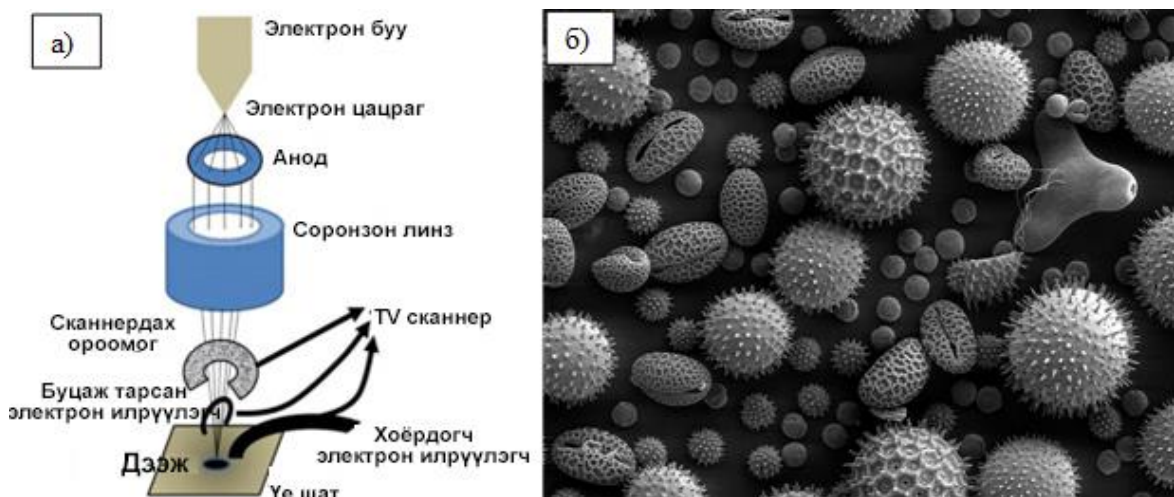 а)
Электрон буу
Электрон цацраг
Анод
Соронзон линз
Сканнердах
ороомог
TV сканнер
Буцаж тарсан
электрон илрүүлэгч
Хоёрдогч
электрон илрүүлэгч
Дээж
Үе шат
б)